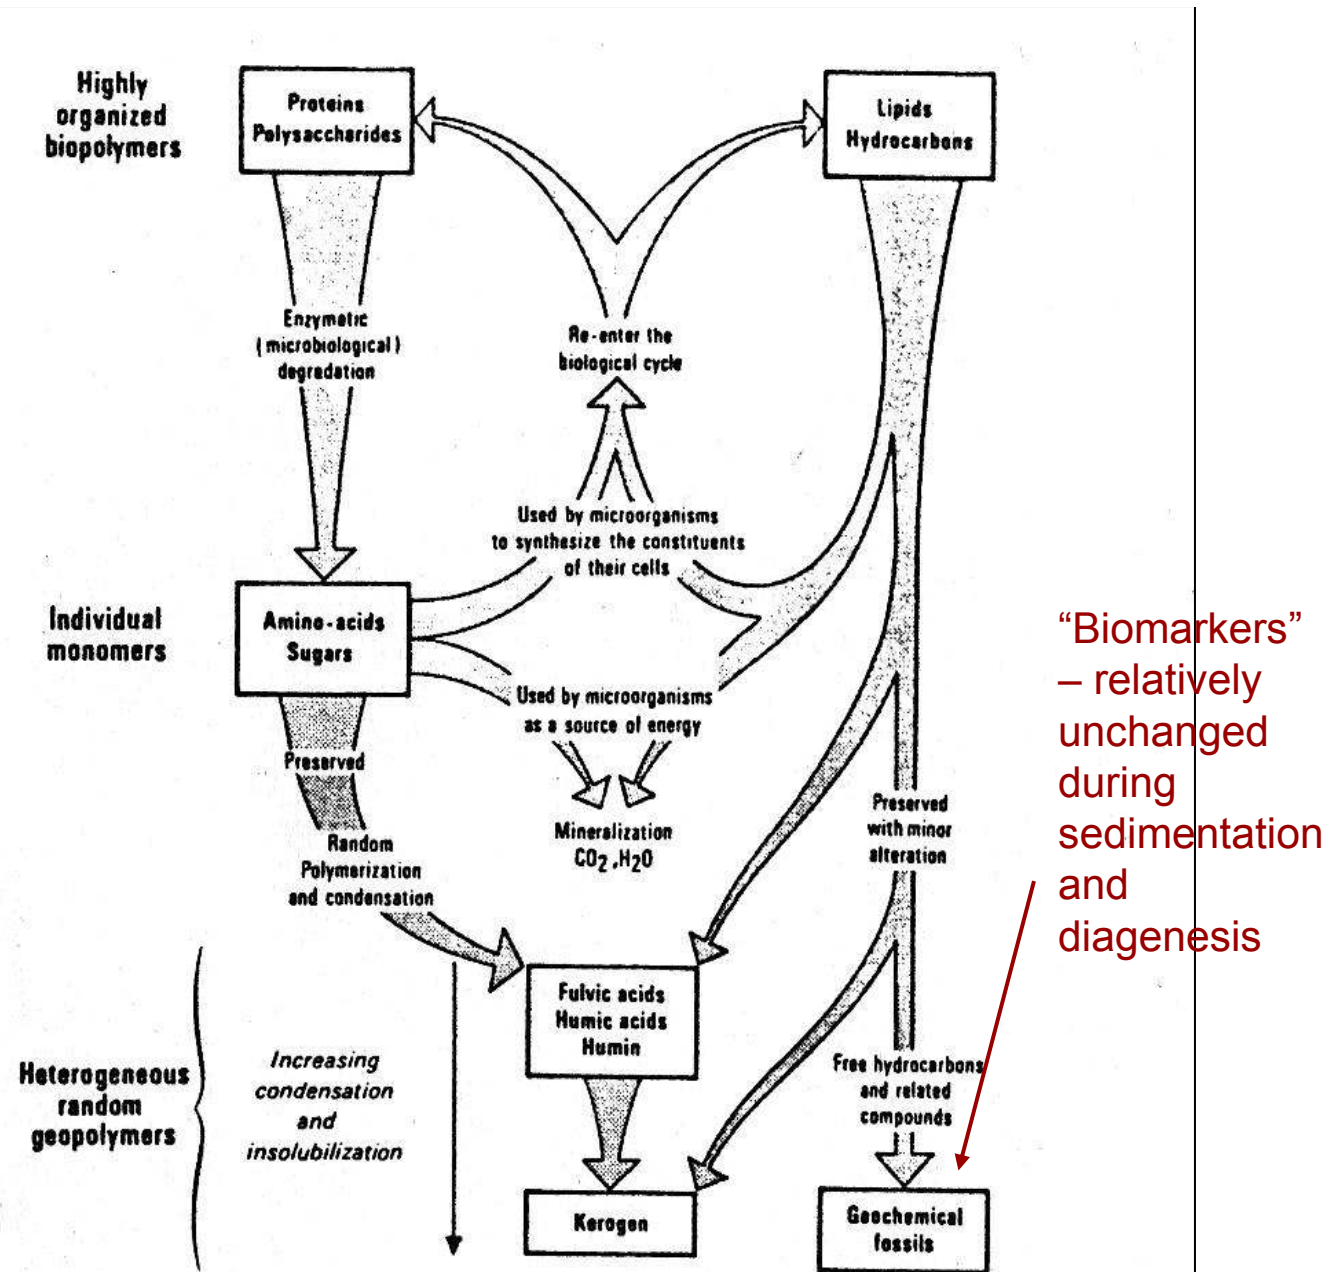 Highly
organized
biopolymers
Proteins
Polysaccharides
Lipids
Hydrocarbons
Enzymatic
(microbiological)
degradation
Re-enter the
biological cycle
Used by microorganisms
to synthesize the constituents
of their cells
Individual
monomers
Amino-acids
Sugars
Used by microorganisms
as a source of energy
Preserved
Mineralization
CO2,H2O
Random
Polymerization
and condensation
Preserved
with minor
alteration
“Biomarkers”
– relatively
unchanged
during
sedimentation
and
diagenesis
Heterogeneous
random
geopolymers
Increasing
condensation
and
insolubilization
Fulvic acids
Humic acids
Humin
Free hydrocarbons
and related
compounds
Kerogen
Geochemical
fossils